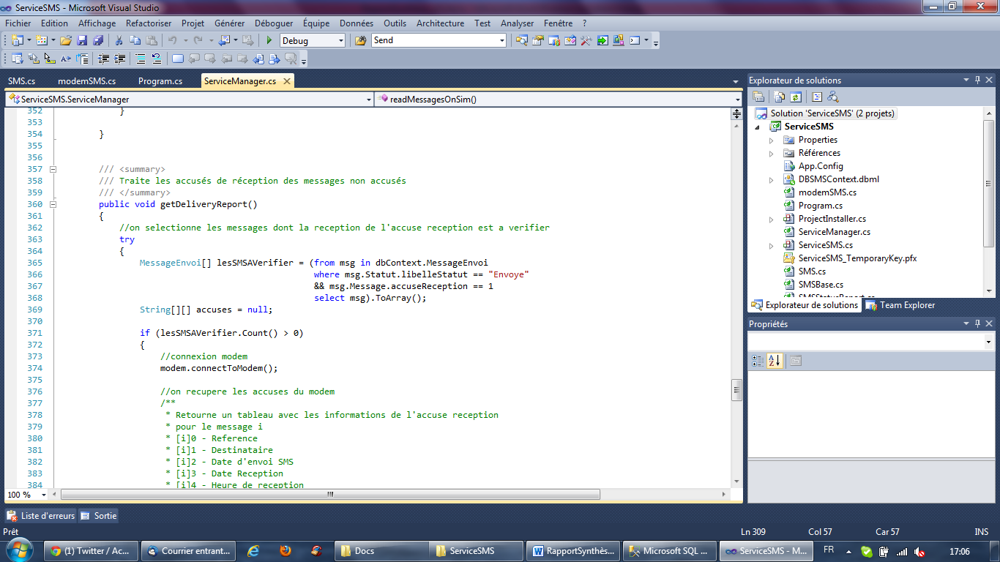 ServiceSMS - Microsoft Visual Studio
Fichier Edition Affichage Refactoriser Projet Générer Déboguer Équipe Données Outils Architecture Test Analyser Fenêtre ?
Debug Send
SMS.cs modemSMS.cs Program.cs ServiceManager.cs
ServiceSMS.ServiceManager readMessagesOnSim()
352 }
353
354 }
355
356
357 /// <summary>
358 /// Traite les accusés de réception des messages non accusés
359 /// </summary>
360 public void getDeliveryReport()
361 {
362 //on selectionne les messages dont la reception de l'accuse reception est a verifier
363 try
364 {
365 MessageEnvoi[] lesSMSAVerifier = (from msg in dbContext.MessageEnvoi
366 where msg.Statut.libelleStatut == "Envoye"
367 && msg.Message.accuseReception == 1
368 select msg).ToArray();
369 String[][] accuses = null;
370
371 if (lesSMSAVerifier.Count() > 0)
372 {
373 //connexion modem
374 modem.connectToModem();
375
376 //on recupere les accuses du modem
377 /**
378 * Retourne un tableau avec les informations de l'accuse reception
379 * pour le message i
380 * [i]0 - Reference
381 * [i]1 - Destinataire
382 * [i]2 - Date d'envoi SMS
383 * [i]3 - Date Reception
384 * [i]4 - Heure de reception
100 %
Explorateur de solutions
Solution 'ServiceSMS' (2 projets)
ServiceSMS
Properties
Références
App.Config
DBSMSContext.dbml
modemSMS.cs
Program.cs
ProjectInstaller.cs
ServiceManager.cs
ServiceSMS.cs
ServiceSMS_TemporaryKey.pfx
SMS.cs
SMSBase.cs
SMSStatusReport.cs
Explorateur de solutions Team Explorer
Propriétés
Liste d'erreurs Sortie
Prêt Ln 309 Col 57 Car 57 INS
(1) Twitter / Ac... Courrier entrant... Docs ServiceSMS RapportSynthès... Microsoft SQL ... ServiceSMS - M... FR 17:06